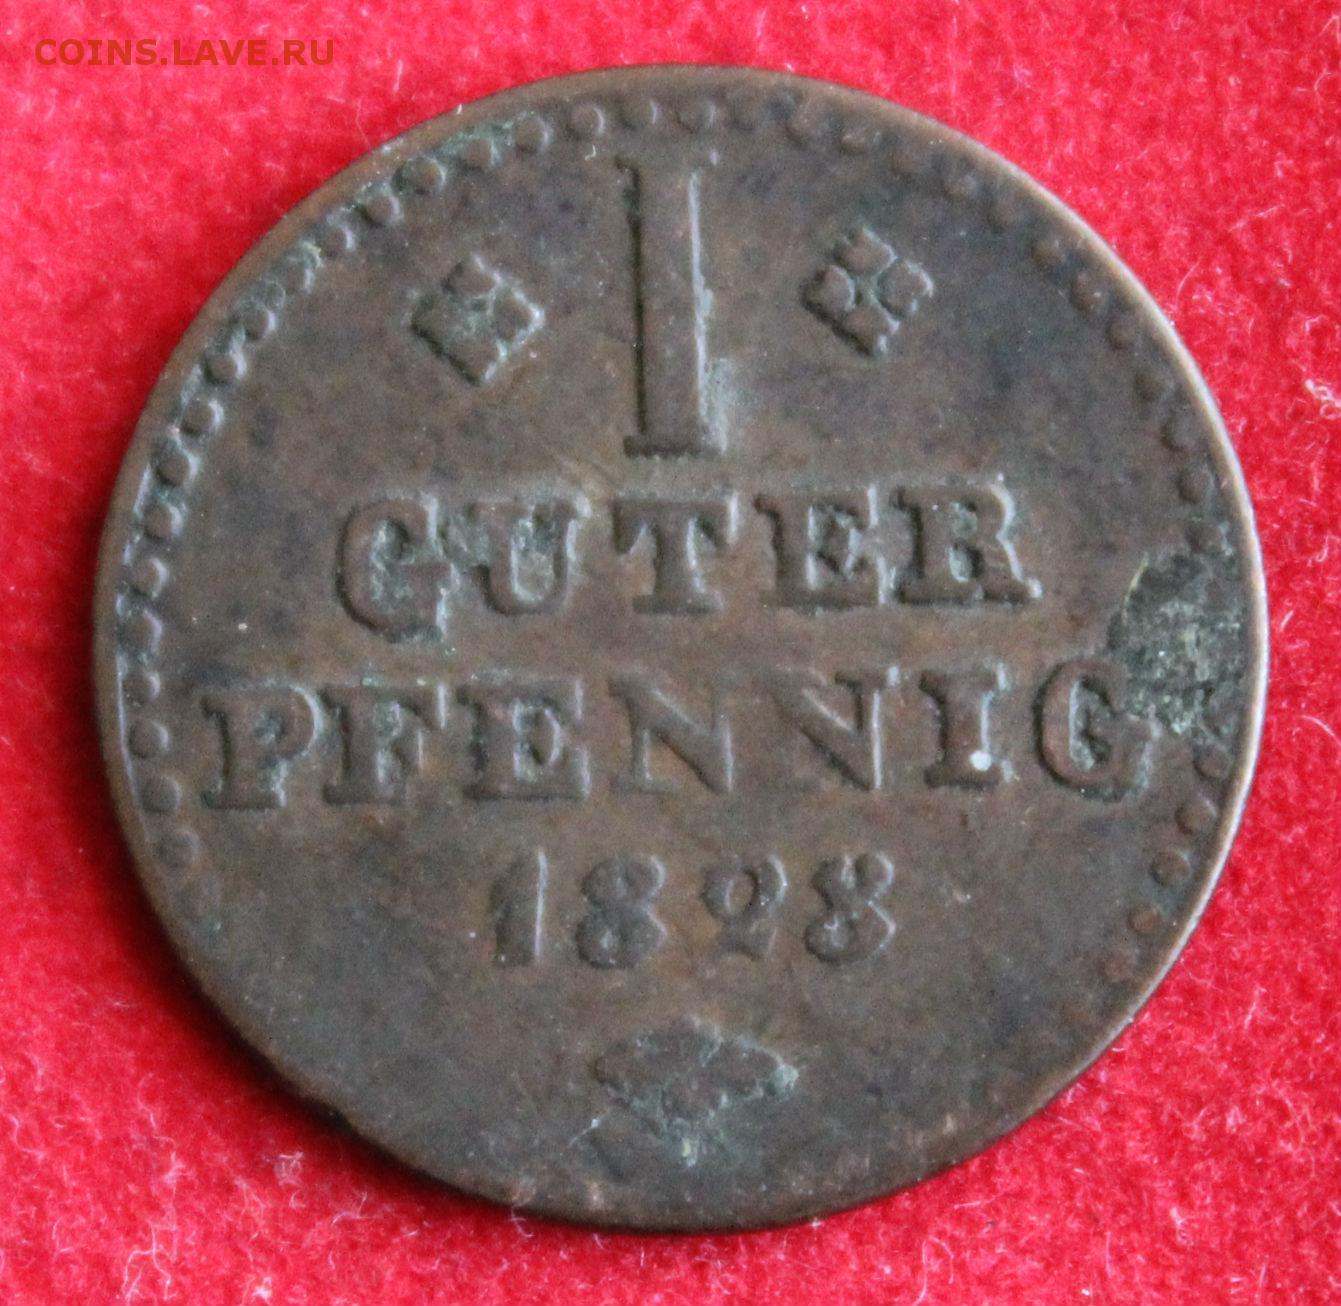 COINS.LAVE.RU
I
GUTER
PFENNIG
1828